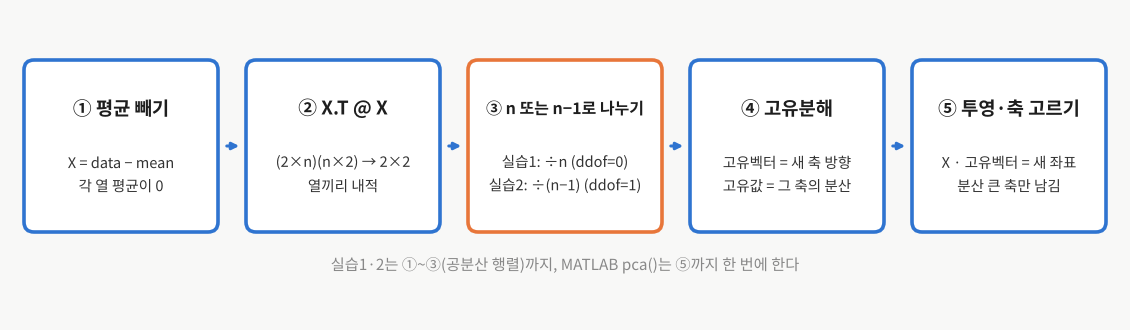 ① 평균 빼기
X = data − mean
각 열 평균이 0
② X.T @ X
(2×n)(n×2) → 2×2
열끼리 내적
③ n 또는 n−1로 나누기
실습1: ÷n (ddof=0)
실습2: ÷(n−1) (ddof=1)
④ 고유분해
고유벡터 = 새 축 방향
고유값 = 그 축의 분산
⑤ 투영·축 고르기
X · 고유벡터 = 새 좌표
분산 큰 축만 남김
실습1·2는 ①~③(공분산 행렬)까지, MATLAB pca()는 ⑤까지 한 번에 한다